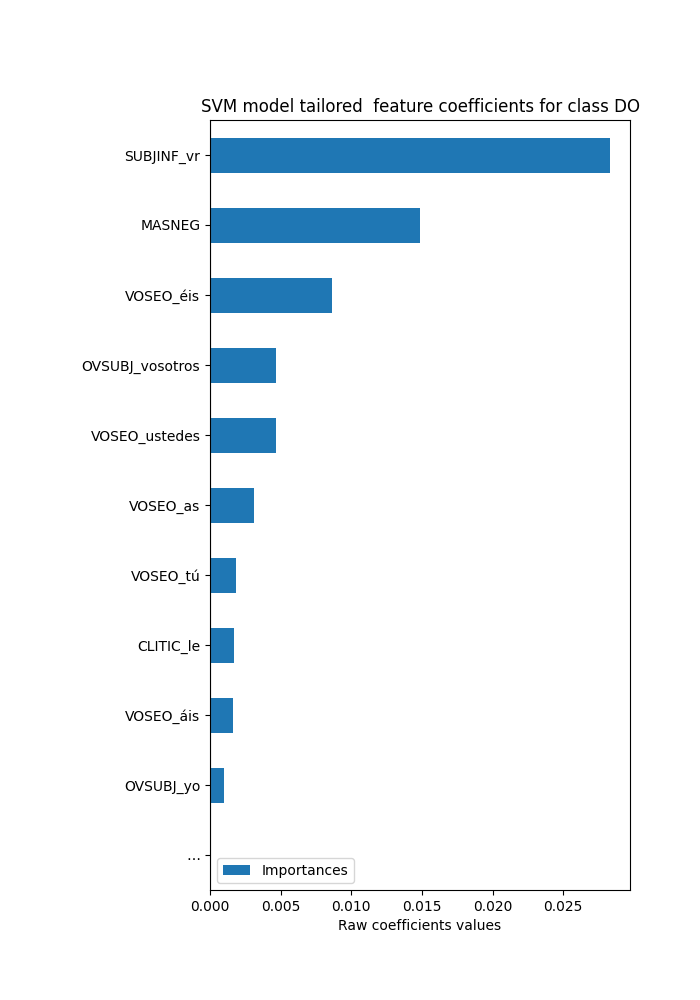 SVM model tailored  feature coefficients for class DO
SUBJINF_vr
MASNEG
VOSEO_éis
OVSUBJ_vosotros
VOSEO_ustedes
VOSEO_as
VOSEO_tú
CLITIC_le
VOSEO_áis
OVSUBJ_yo
...
Importances
0.000 0.005 0.010 0.015 0.020 0.025
Raw coefficients values